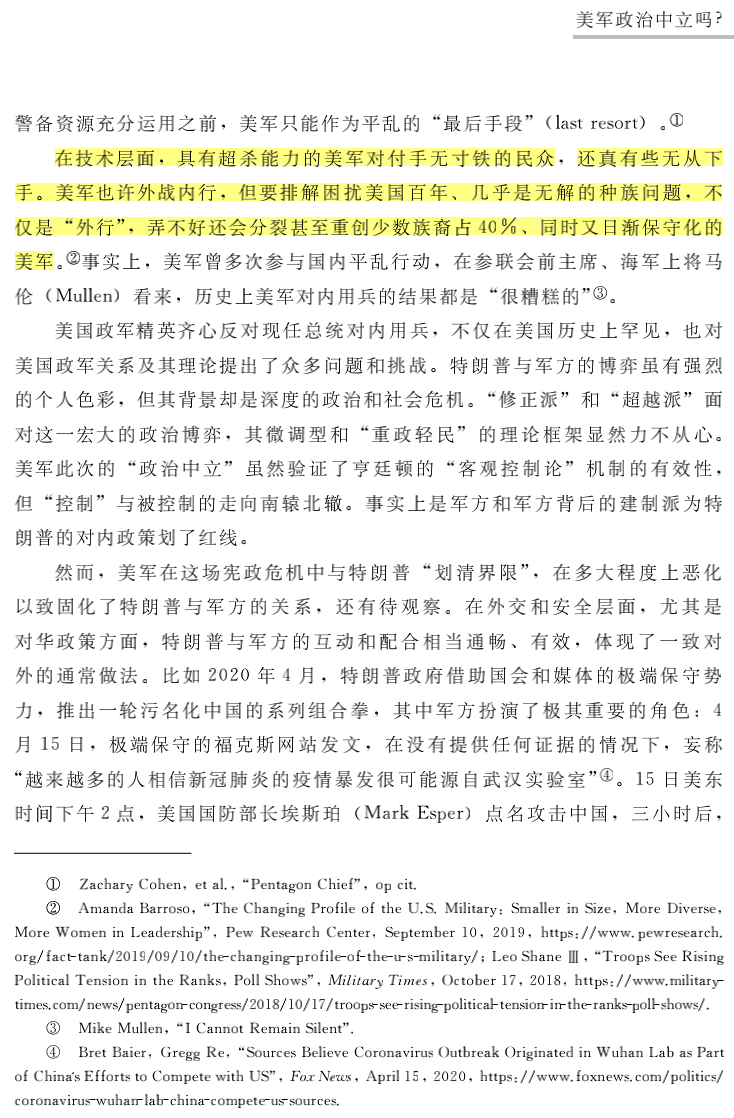 美军政治中立吗?
警备资源充分运用之前，美军只能作为平乱的“最后手段”（last resort）。①
在技术层面，具有超杀能力的美军对付手无寸铁的民众，还真有些无从下
手。美军也许外战内行，但要排解困扰美国百年、几乎是无解的种族问题，不
仅是“外行”，弄不好还会分裂甚至重创少数族裔占40%、同时又日渐保守化的
美军。②事实上，美军曾多次参与国内平乱行动，在参联会前主席、海军上将马
伦（Mullen）看来，历史上美军对内用兵的结果都是“很糟糕的”③。
美国政军精英齐心反对现任总统对内用兵，不仅在美国历史上罕见，也对
美国政军关系及其理论提出了众多问题和挑战。特朗普与军方的博弈虽有强烈
的个人色彩，但其背景却是深度的政治和社会危机。“修正派”和“超越派”面
对这一宏大的政治博弈，其微调型和“重政轻民”的理论框架显然力不从心。
美军此次的“政治中立”虽然验证了亨廷顿的“客观控制论”机制的有效性，
但“控制”与被控制的走向南辕北辙。事实上是军方和军方背后的建制派为特
朗普的对内政策划了红线。
然而，美军在这场宪政危机中与特朗普“划清界限”，在多大程度上恶化
以致固化了特朗普与军方的关系，还有待观察。在外交和安全层面，尤其是
对华政策方面，特朗普与军方的互动和配合相当通畅、有效，体现了一致对
外的通常做法。比如2020年4月，特朗普政府借助国会和媒体的极端保守势
力，推出一轮污名化中国的系列组合拳，其中军方扮演了极其重要的角色：4
月15日，极端保守的福克斯网站发文，在没有提供任何证据的情况下，妄称
“越来越多的人相信新冠肺炎的疫情暴发很可能源自武汉实验室”④。15日美东
时间下午2点，美国国防部长埃斯珀（Mark Esper）点名攻击中国，三小时后，
① Zachary Cohen, et al., “Pentagon Chief”, op cit.
② Amanda Barroso, “The Changing Profile of the U.S. Military: Smaller in Size, More Diverse,
More Women in Leadership”, Pew Research Center, September 10, 2019, https://www.pewresearch.
org/fact-tank/2019/09/10/the-changing-profile-of-the-u-s-military/; Leo Shane Ⅲ, “Troops See Rising
Political Tension in the Ranks, Poll Shows”, Military Times, October 17, 2018, https://www.military-
times.com/news/pentagon-congress/2018/10/17/troops-see-rising-political-tension-in-the-ranks-poll-shows/.
③ Mike Mullen, “I Cannot Remain Silent”.
④ Bret Baier, Gregg Re, “Sources Believe Coronavirus Outbreak Originated in Wuhan Lab as Part
of China's Efforts to Compete with US”, Fox News, April 15, 2020, https://www.foxnews.com/politics/
coronavirus-wuhan-lab-china-compete-us-sources.